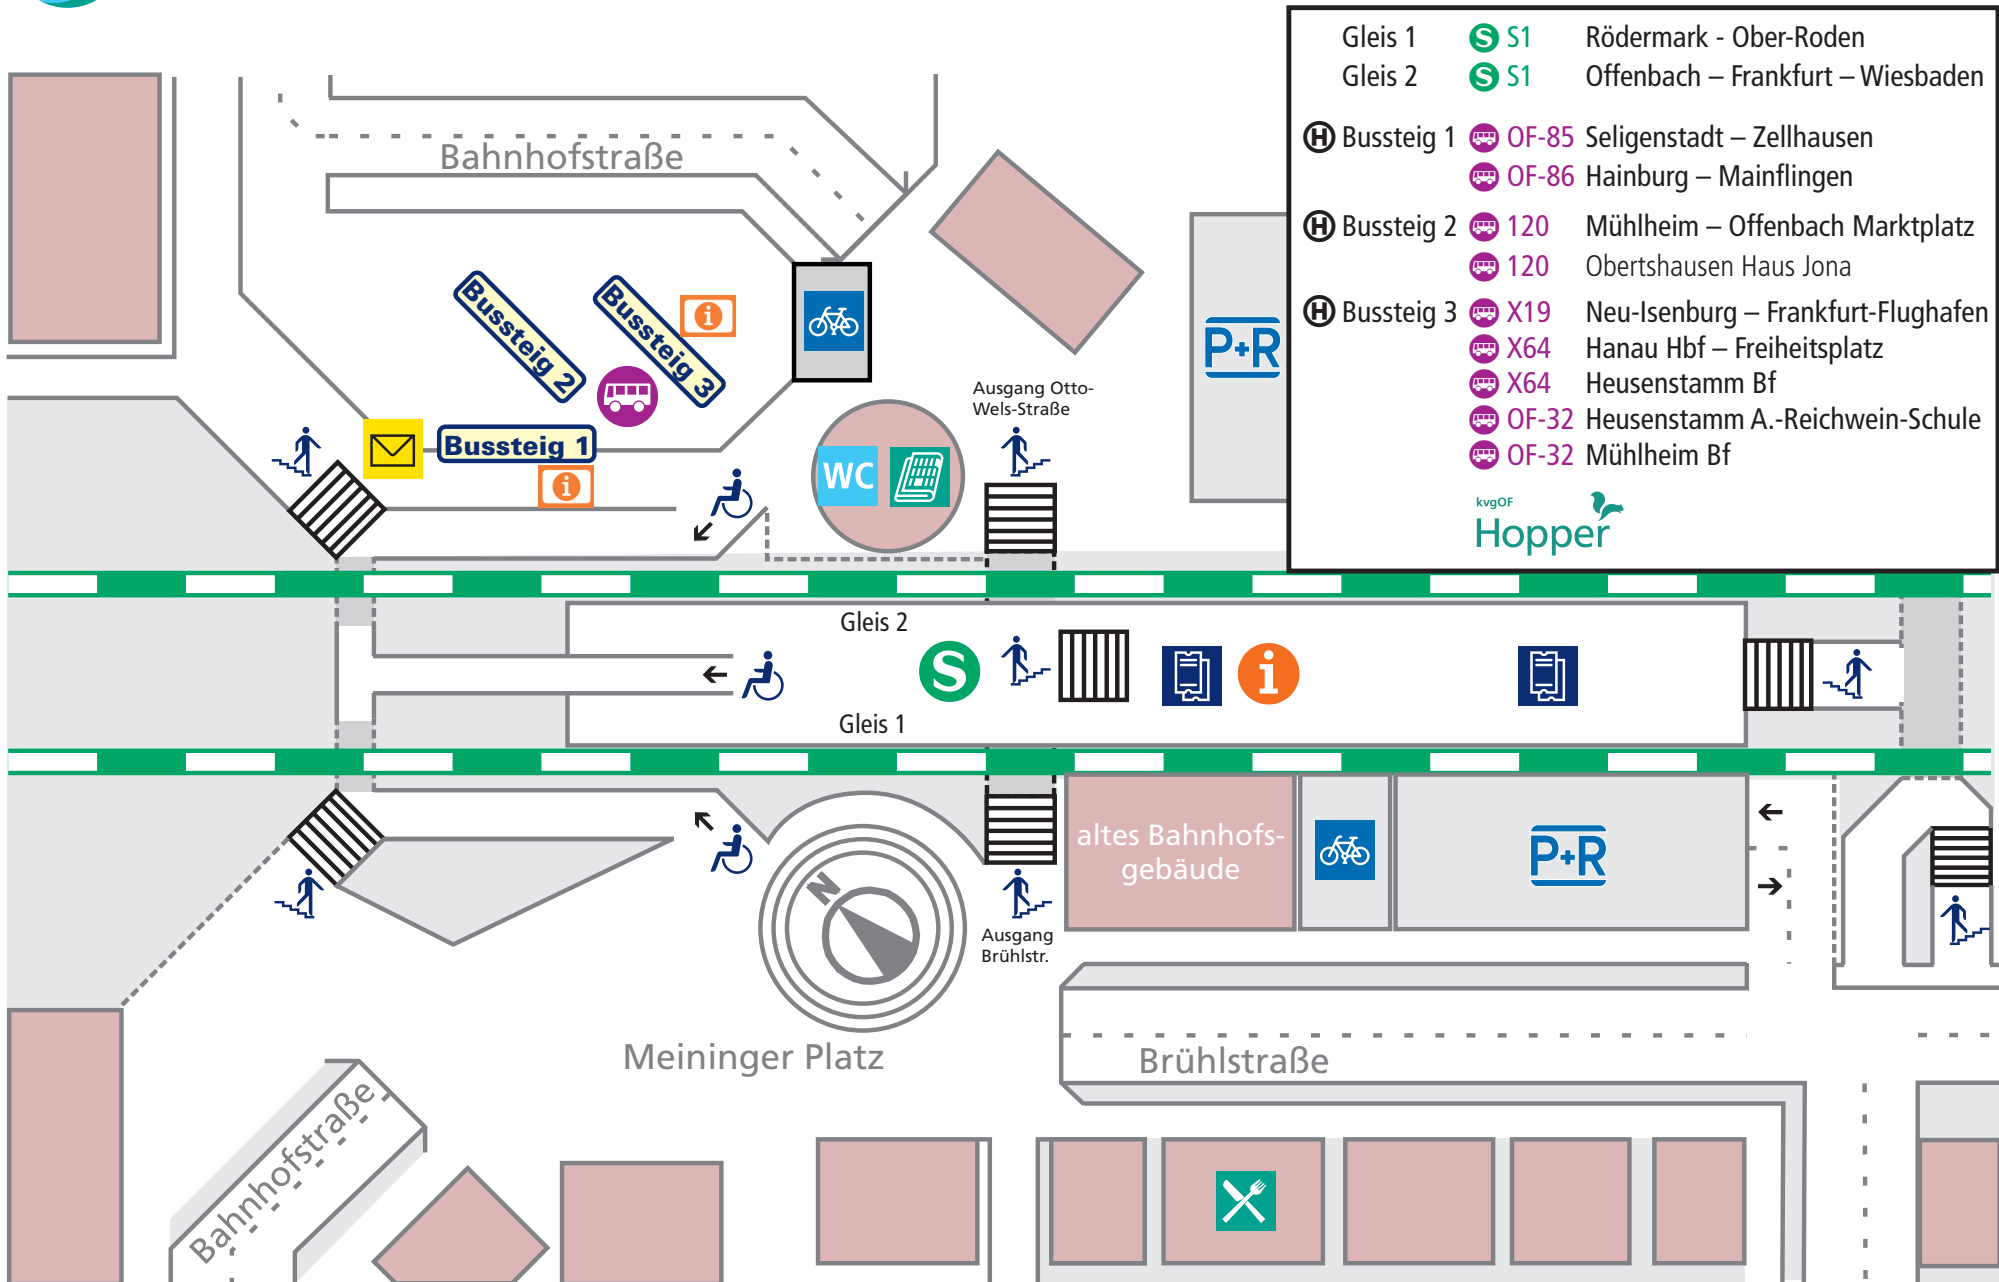 Gleis 1 S S1 Rödermark - Ober-Roden
Gleis 2 S S1 Offenbach – Frankfurt – Wiesbaden
H Bussteig 1 OF-85 Seligenstadt – Zellhausen
OF-86 Hainburg – Mainflingen
H Bussteig 2 120 Mühlheim – Offenbach Marktplatz
120 Obertshausen Haus Jona
H Bussteig 3 X19 Neu-Isenburg – Frankfurt-Flughafen
X64 Hanau Hbf – Freiheitsplatz
X64 Heusenstamm Bf
OF-32 Heusenstamm A.-Reichwein-Schule
OF-32 Mühlheim Bf
kvgOF
Hopper
Bahnhofstraße
Bussteig 2
Bussteig 3
i
P+R
Ausgang Otto-
Wels-Straße
Bussteig 1
i
WC
Gleis 2
S
i
Gleis 1
altes Bahnhofs-
gebäude
P+R
N
Ausgang
Brühlstr.
Meininger Platz
Brühlstraße
Bahnhofstraße